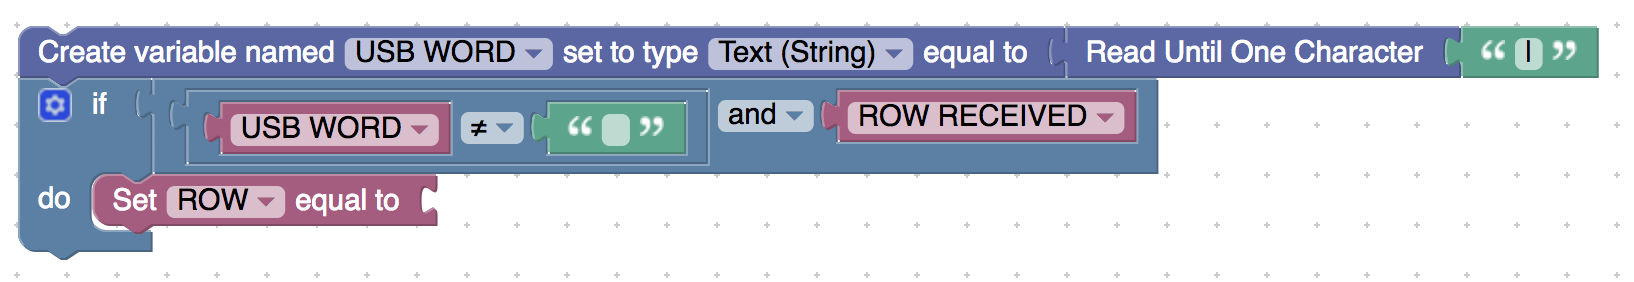 Create variable named USB WORD set to type Text (String) equal to Read Until One Character “ | ”
if USB WORD ≠ “ ” and ROW RECEIVED
do Set ROW equal to